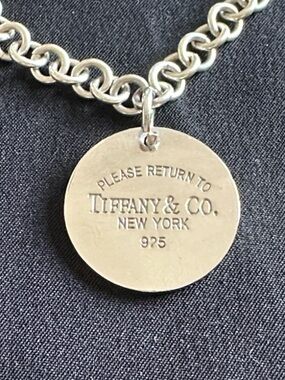 PLEASE RETURN TO
TIFFANY & CO.
NEW YORK
925